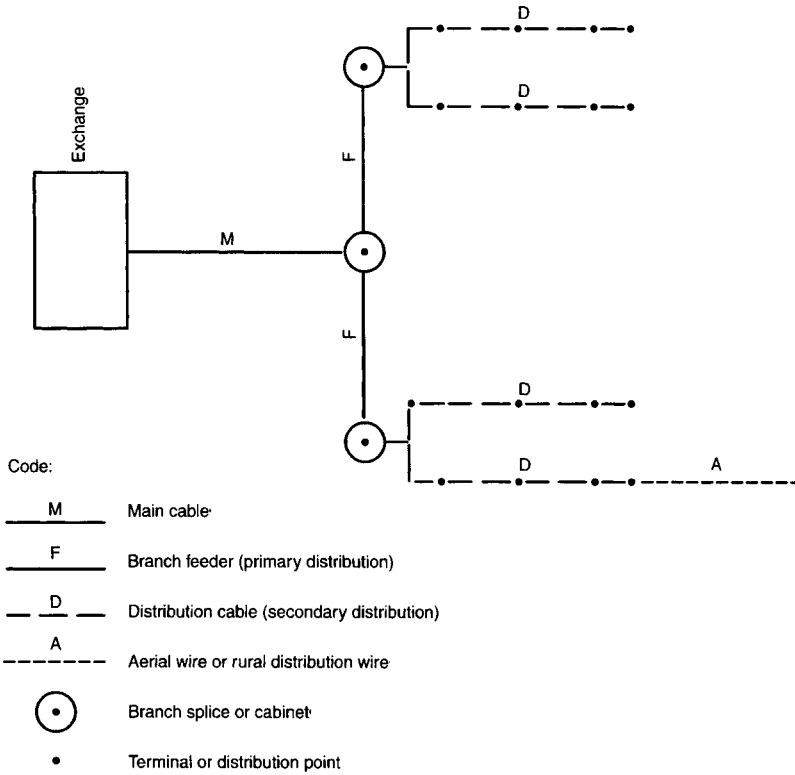 D
D
Exchange
F
M
F
D
D
A
Code:
M
Main cable
F
Branch feeder (primary distribution)
D
Distribution cable (secondary distribution)
A
Aerial wire or rural distribution wire
Branch splice or cabinet
Terminal or distribution point